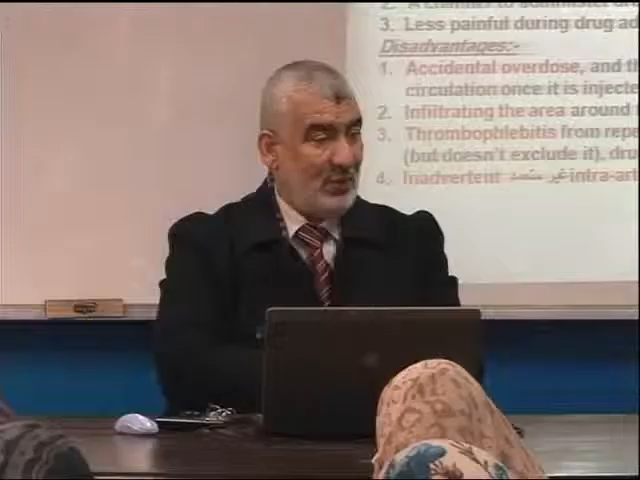 3. Less painful during drug ad
Disadvantages:-
1. Accidental overdose, and th
circulation once it is injecte
2. Infiltrating the area around
3. Thrombophlebitis from repe
(but doesn't exclude it), dru
4. Inadvertent غير متعمد intra-art